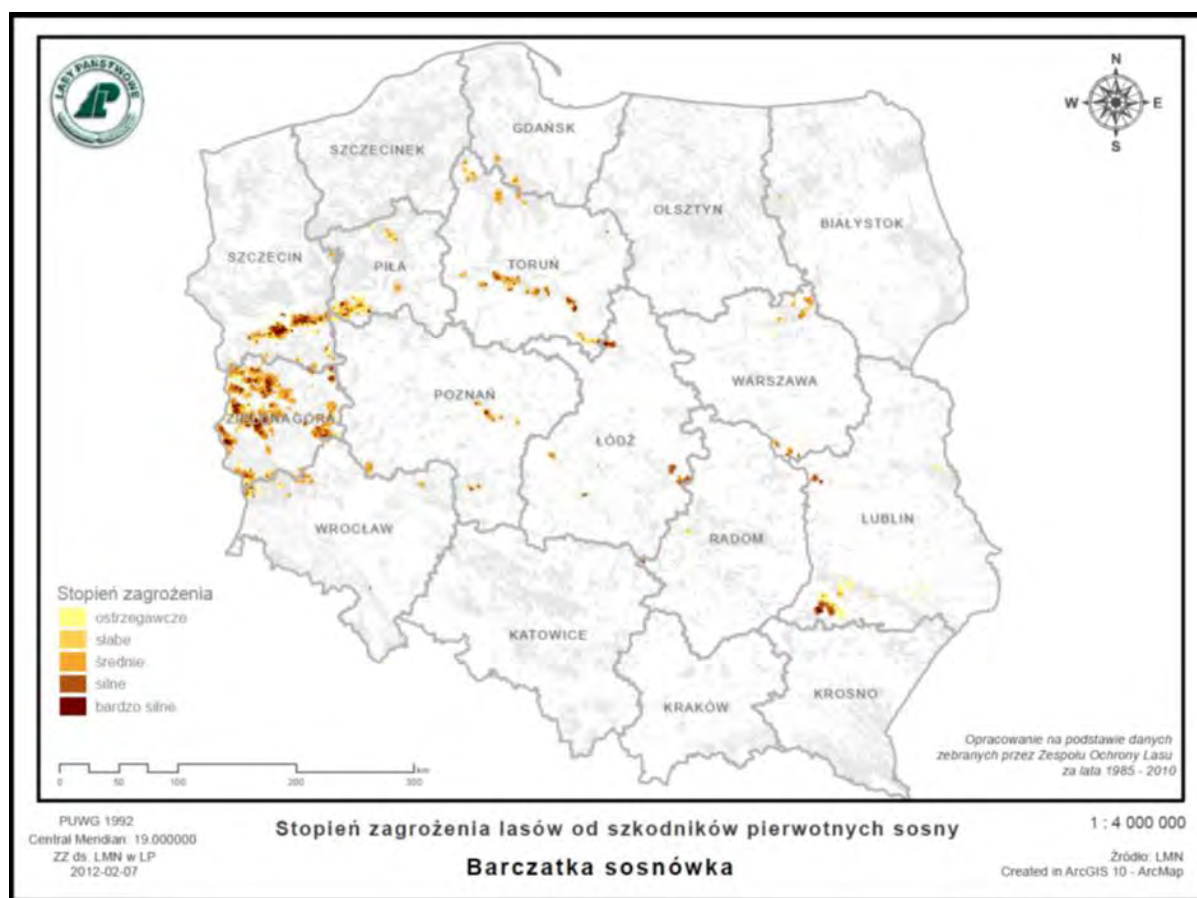 LASY PAŃSTWOWE
N
W
E
S
GDAŃSK
SZCZECINEK
OLSZTYN
BIAŁYSTOK
SZCZECIN
PIŁA
TORUŃ
WARSZAWA
POZNAŃ
ZIELONAGÓRA
ŁÓDŹ
LUBLIN
WROCŁAW
RADOM
KATOWICE
KRAKÓW
KROSNO
Stopień zagrożenia
ostrzegawcze
słabe
średnie
silne
bardzo silne
0 50 100 200 300
km
Opracowanie na podstawie danych
zebranych przez Zespołu Ochrony Lasu
za lata 1985 - 2010
PUWG 1992
Central Meridian: 19.000000
ZZ ds. LMN w LP
2012-02-07
Stopień zagrożenia lasów od szkodników pierwotnych sosny
Barczatka sosnówka
1 : 4 000 000
Źródło: LMN
Created in ArcGIS 10 - ArcMap